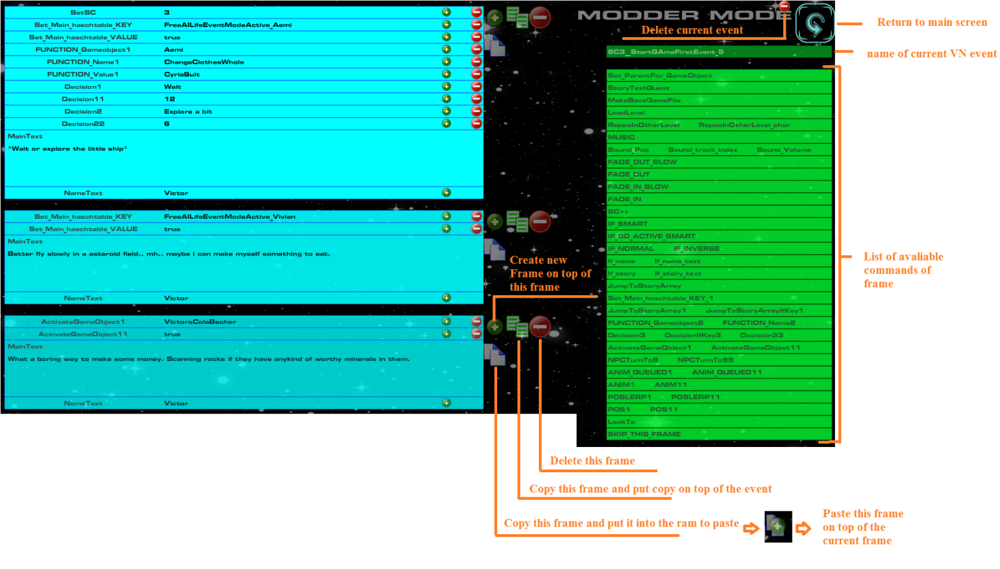 SetSC 3
Set_Main_haschtable_KEY FreeAILifeEventModeActive_Aemi
Set_Main_haschtable_VALUE true
FUNCTION_Gameobject1 Aemi
FUNCTION_Name1 ChangeClothesWhole
FUNCTION_Value1 CyriaSuit
Decision1 Wait
Decision11 12
Decision2 Explore a bit
Decision22 6
MainText
*Wait or explore the little ship*
NameText Victor
Set_Main_haschtable_KEY FreeAILifeEventModeActive_Vivian
Set_Main_haschtable_VALUE true
MainText
Better fly slowly in a asteroid field.. mh.. maybe i can make myself something to eat.
NameText Victor
ActivateGameObject1 VictorsColaBecher
ActivateGameObject11 true
MainText
What a boring way to make some money. Scanning rocks if they have anykind of worthy minerals in them.
NameText Victor
Create new
Frame on top of
this frame
MODDER MODE
Delete current event
Return to main screen
SC3_StartGAmeFirstEvent_5
name of current VN event
Set_ParentFor_GameObject
StoryTextQuest
MakeSaveGameFile
LoadLevel
ReposInOtherLevel ReposInOtherLevel_char
MUSIC
Sound_Pos Sound_track_index Sound_Volume
FADE_OUT_SLOW
FADE_OUT
FADE_IN_SLOW
FADE_IN
SC++
IF_SMART
IF_GO_ACTIVE_SMART
IF_NORMAL IF_INVERSE
If_name If_name_text
If_story If_story_text
JumpToStoryArray
Set_Main_haschtable_KEY_1
JumpToStoryArray1 JumpToStoryArrayIfKey1
FUNCTION_Gameobject2 FUNCTION_Name2
Decision3 DecisionIfKey3 Decision33
ActivateGameObject1 ActivateGameObject11
NPCTurnTo9 NPCTurnTo99
ANIM_QUEUED1 ANIM_QUEUED11
ANIM1 ANIM11
POSLERP1 POSLERP11
POS1 POS11
LookTo
SKIP_THIS_FRAME
List of avaliable
commands of
frame
Delete this frame
Copy this frame and put copy on top of the event
Copy this frame and put it into the ram to paste
Paste this frame
on top of the
current frame